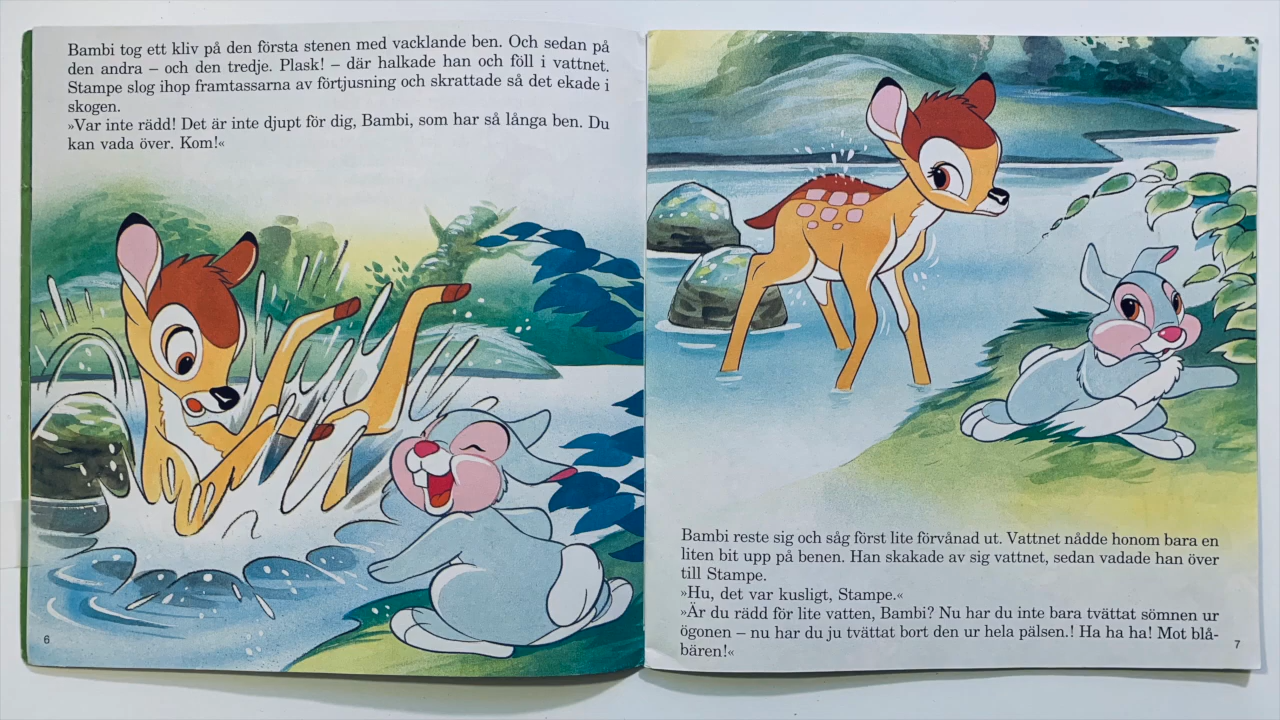 Bambi tog ett kliv på den första stenen med vacklande ben. Och sedan på
den andra – och den tredje. Plask! – där halkade han och föll i vattnet.
Stampe slog ihop framtassarna av förtjusning och skrattade så det ekade i
skogen.
»Var inte rädd! Det är inte djupt för dig, Bambi, som har så långa ben. Du
kan vada över. Kom!«
6
Bambi reste sig och såg först lite förvånad ut. Vattnet nådde honom bara en
liten bit upp på benen. Han skakade av sig vattnet, sedan vadade han över
till Stampe.
»Hu, det var kusligt, Stampe.«
»Är du rädd för lite vatten, Bambi? Nu har du inte bara tvättat sömnen ur
ögonen – nu har du ju tvättat bort den ur hela pälsen.! Ha ha ha! Mot blå-
bären!«
7